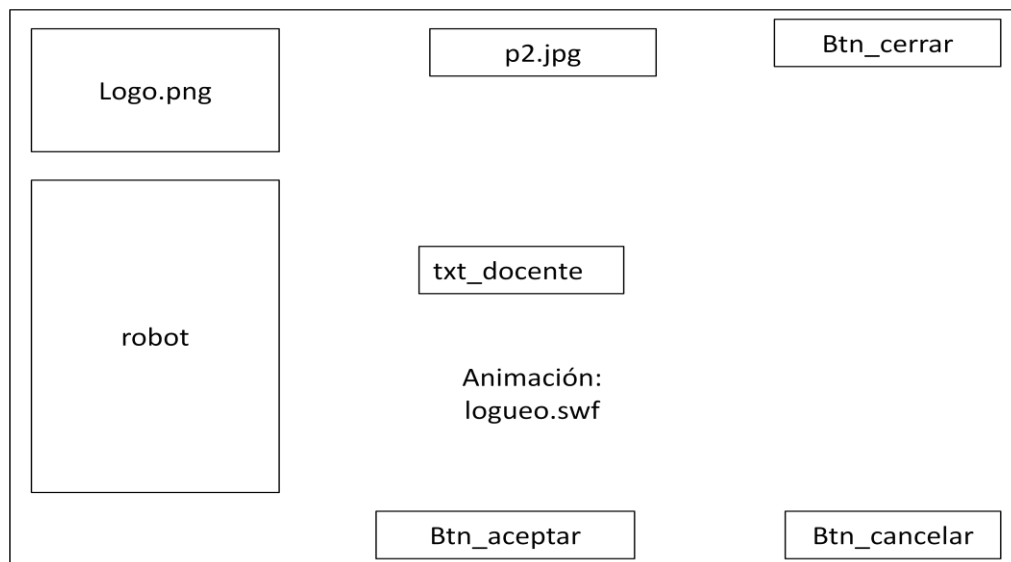 Logo.png
p2.jpg
Btn_cerrar
robot
txt_docente
Animación:
logueo.swf
Btn_aceptar
Btn_cancelar